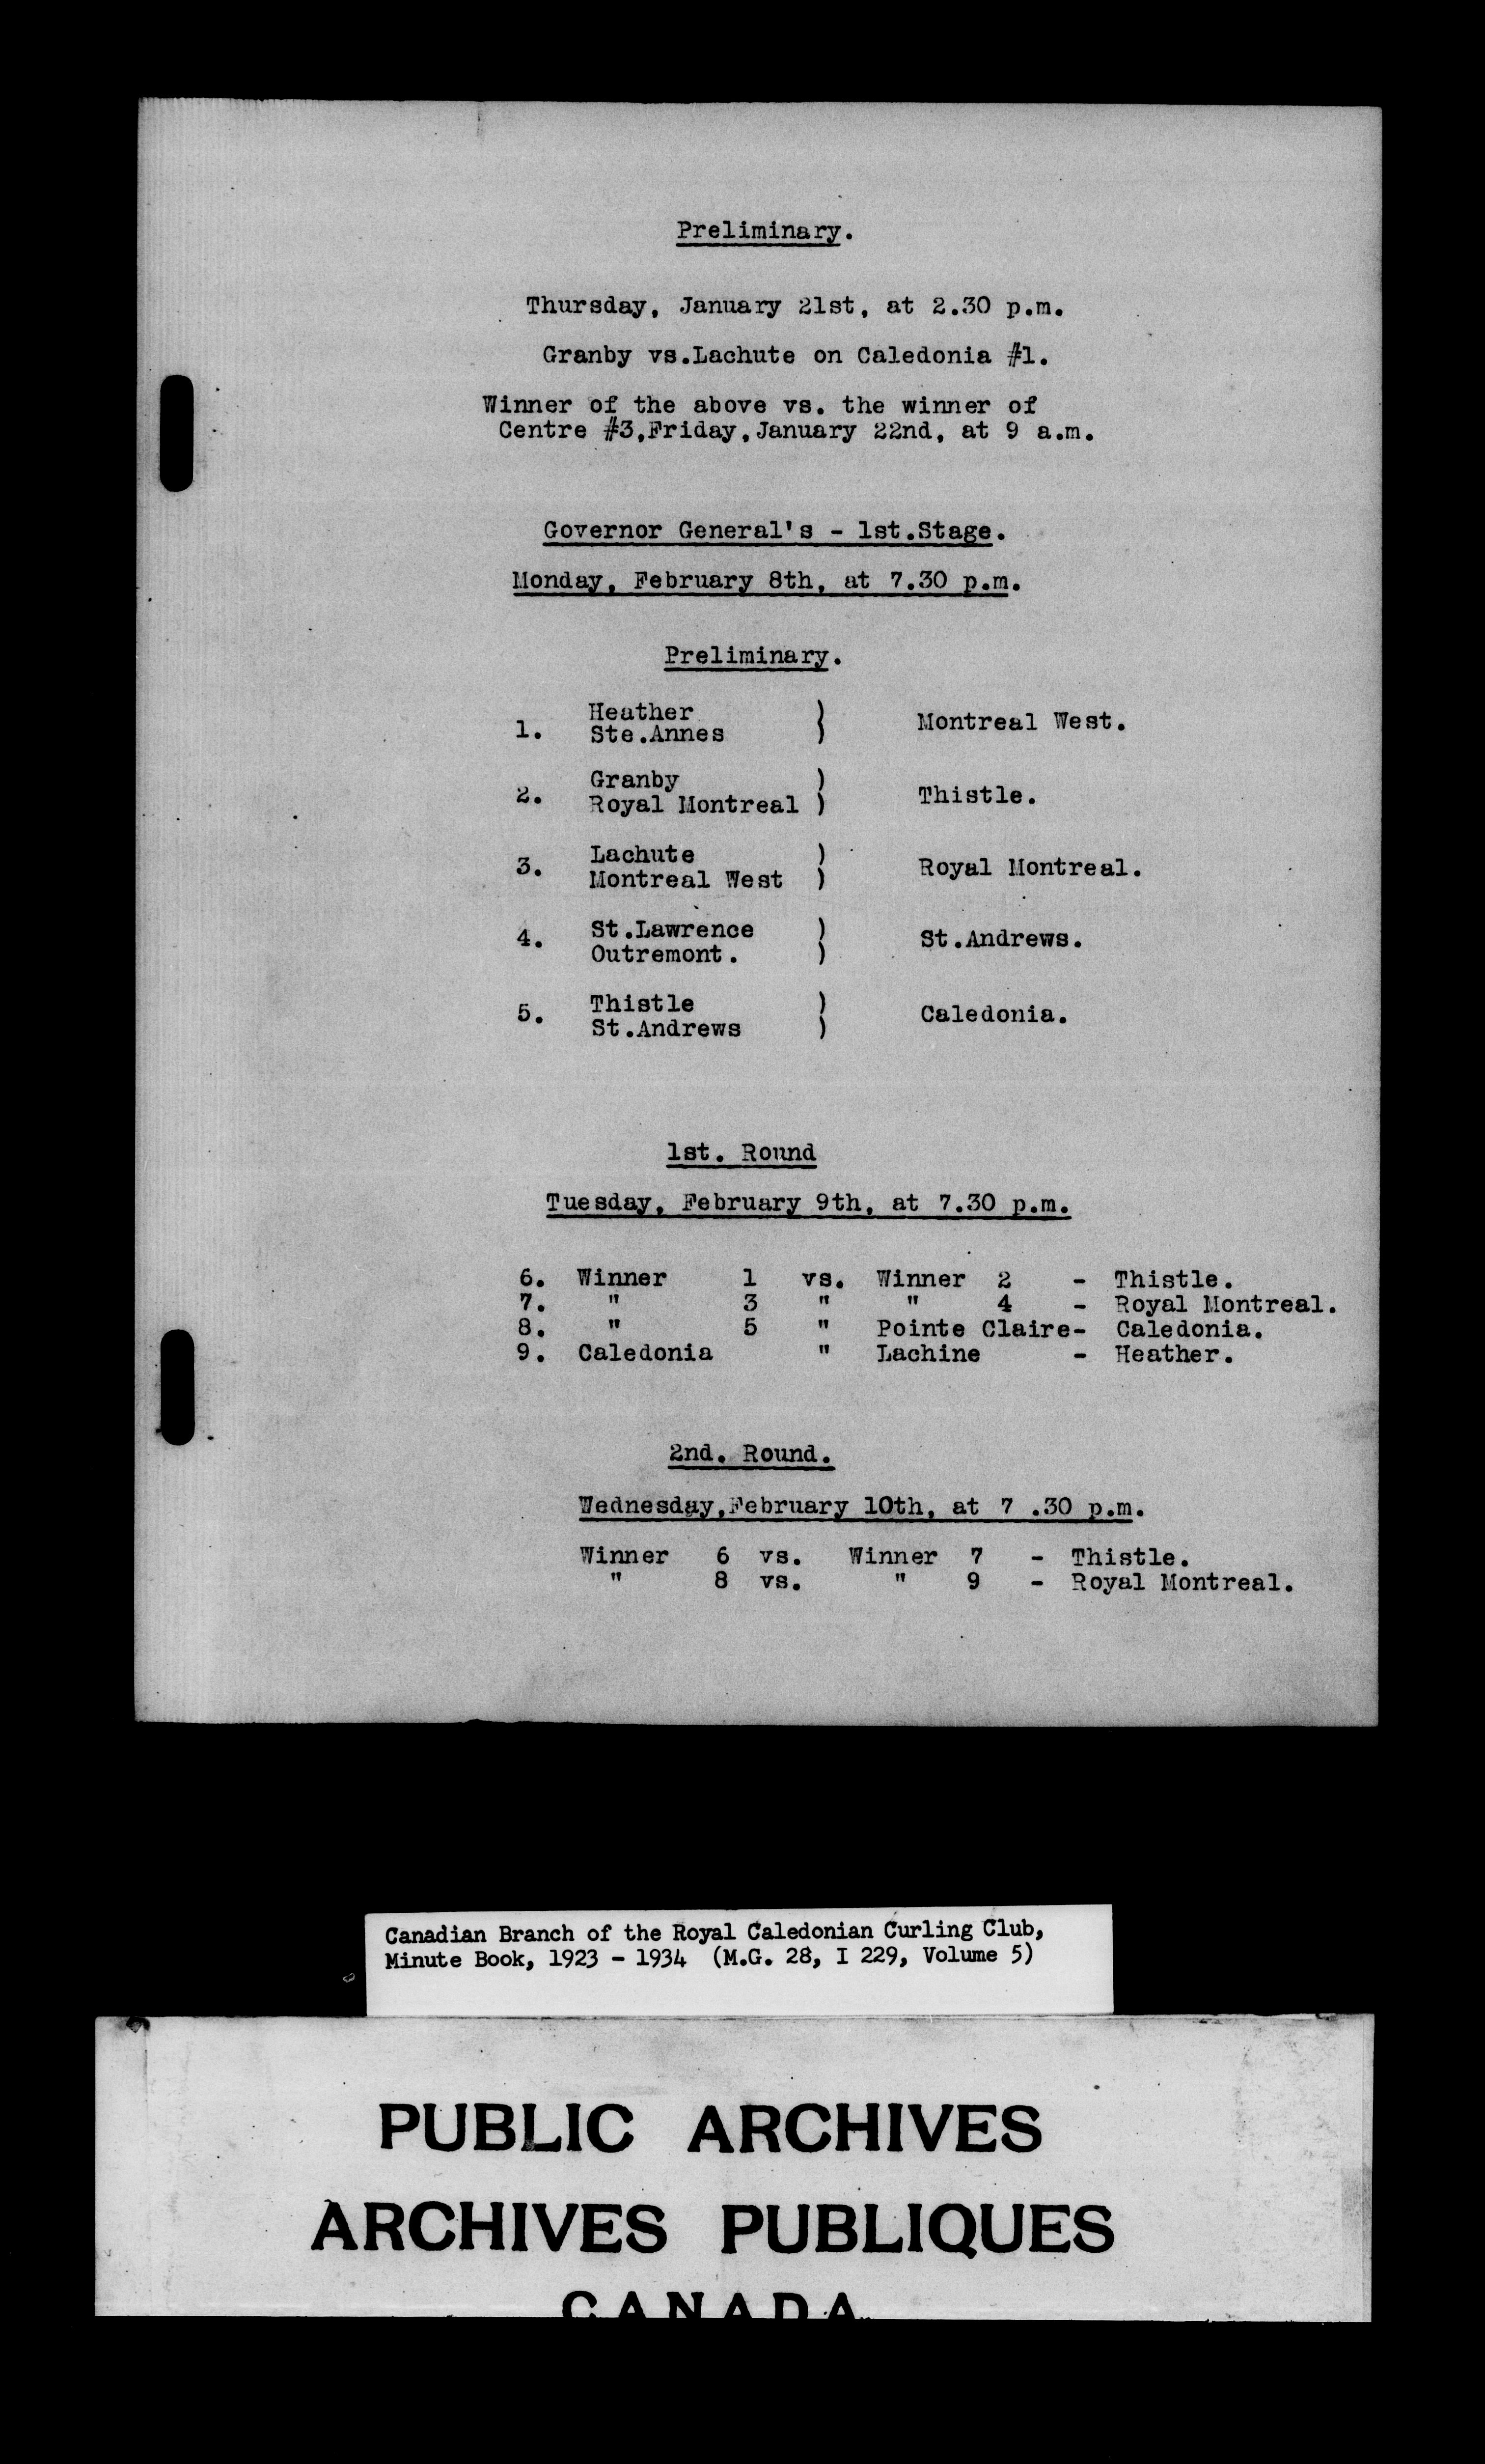 Preliminary.
Thursday, January 21st, at 2.30 p.m.
Granby vs.Lachute on Caledonia #1.
Winner of the above vs. the winner of
Centre #3,Friday,January 22nd, at 9 a.m.
Governor General's - 1st.Stage.
Monday, February 8th, at 7.30 p.m.
Preliminary.
Heather )
1. Ste.Annes ) Montreal West.
Granby )
2. Royal Montreal ) Thistle.
Lachute )
3. Montreal West ) Royal Montreal.
St.Lawrence )
4. Outremont. ) St.Andrews.
Thistle )
5. St.Andrews ) Caledonia.
1st. Round
Tuesday, February 9th, at 7.30 p.m.
6. Winner 1 vs. Winner 2 - Thistle.
7. " 3 " " 4 - Royal Montreal.
8. " 5 " Pointe Claire- Caledonia.
9. Caledonia " Lachine - Heather.
2nd. Round.
Wednesday,February 10th, at 7 .30 p.m.
Winner 6 vs. Winner 7 - Thistle.
" 8 vs. " 9 - Royal Montreal.
Canadian Branch of the Royal Caledonian Curling Club,
Minute Book, 1923 - 1934 (M.G. 28, I 229, Volume 5)
PUBLIC ARCHIVES
ARCHIVES PUBLIQUES
CANADA